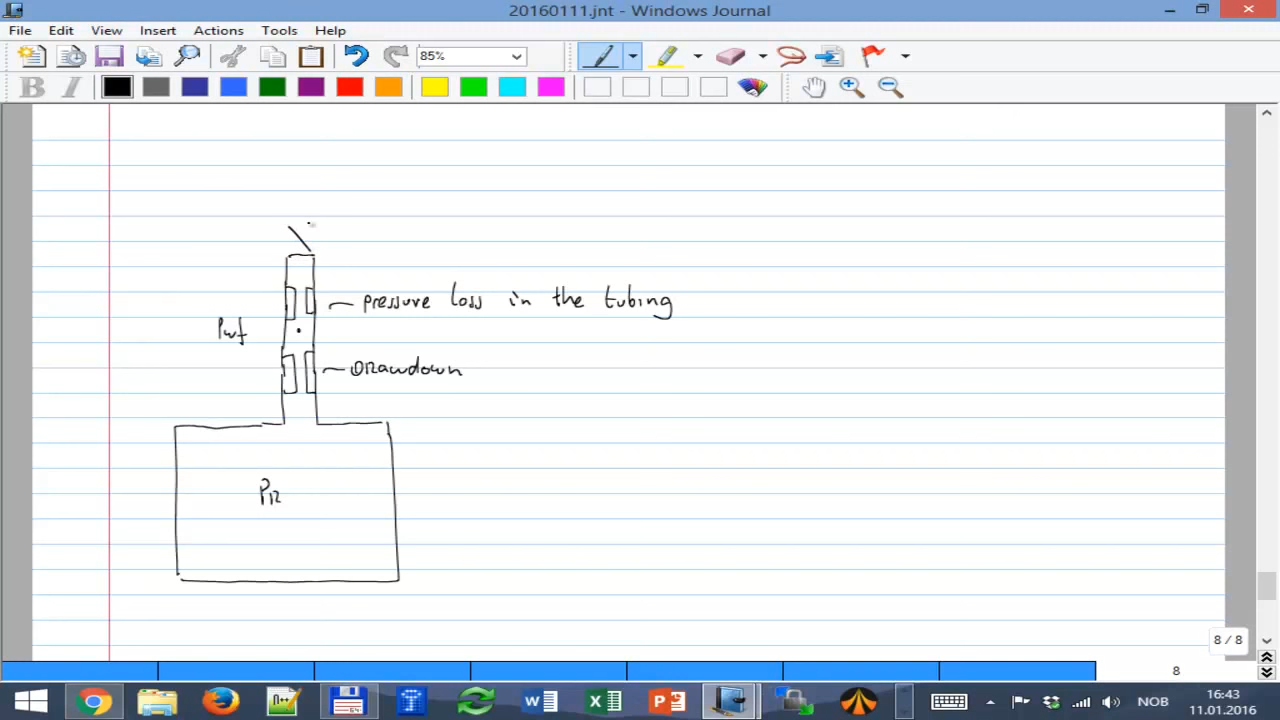 20160111.jnt - Windows Journal
File Edit View Insert Actions Tools Help
85%
B I
pressure loss in the tubing
Pwf
Drawdown
PR
8 / 8
8
NOB
16:43
11.01.2016